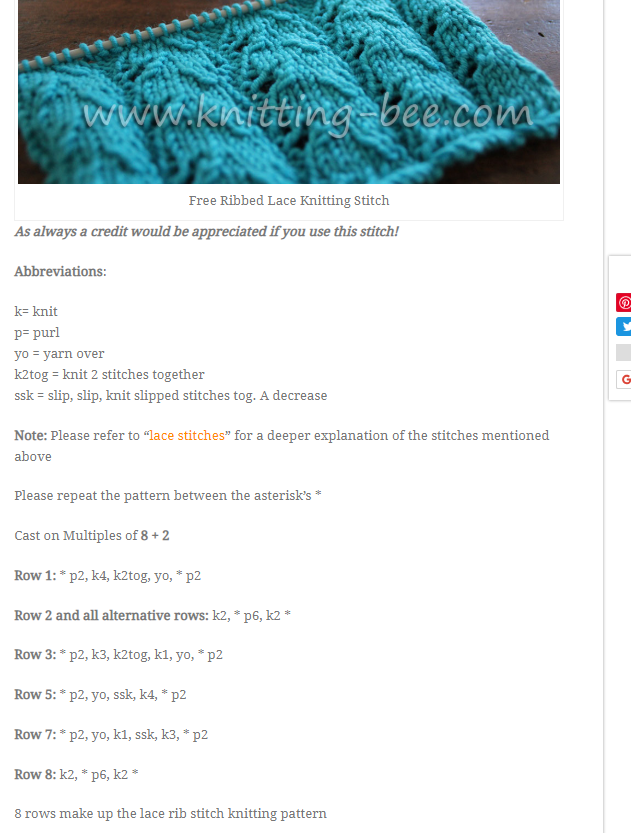 www.knitting-bee.com
Free Ribbed Lace Knitting Stitch
As always a credit would be appreciated if you use this stitch!
Abbreviations:
k= knit
p= purl
yo = yarn over
k2tog = knit 2 stitches together
ssk = slip, slip, knit slipped stitches tog. A decrease
Note: Please refer to “lace stitches” for a deeper explanation of the stitches mentioned
above
Please repeat the pattern between the asterisk’s *
Cast on Multiples of 8 + 2
Row 1: * p2, k4, k2tog, yo, * p2
Row 2 and all alternative rows: k2, * p6, k2 *
Row 3: * p2, k3, k2tog, k1, yo, * p2
Row 5: * p2, yo, ssk, k4, * p2
Row 7: * p2, yo, k1, ssk, k3, * p2
Row 8: k2, * p6, k2 *
8 rows make up the lace rib stitch knitting pattern